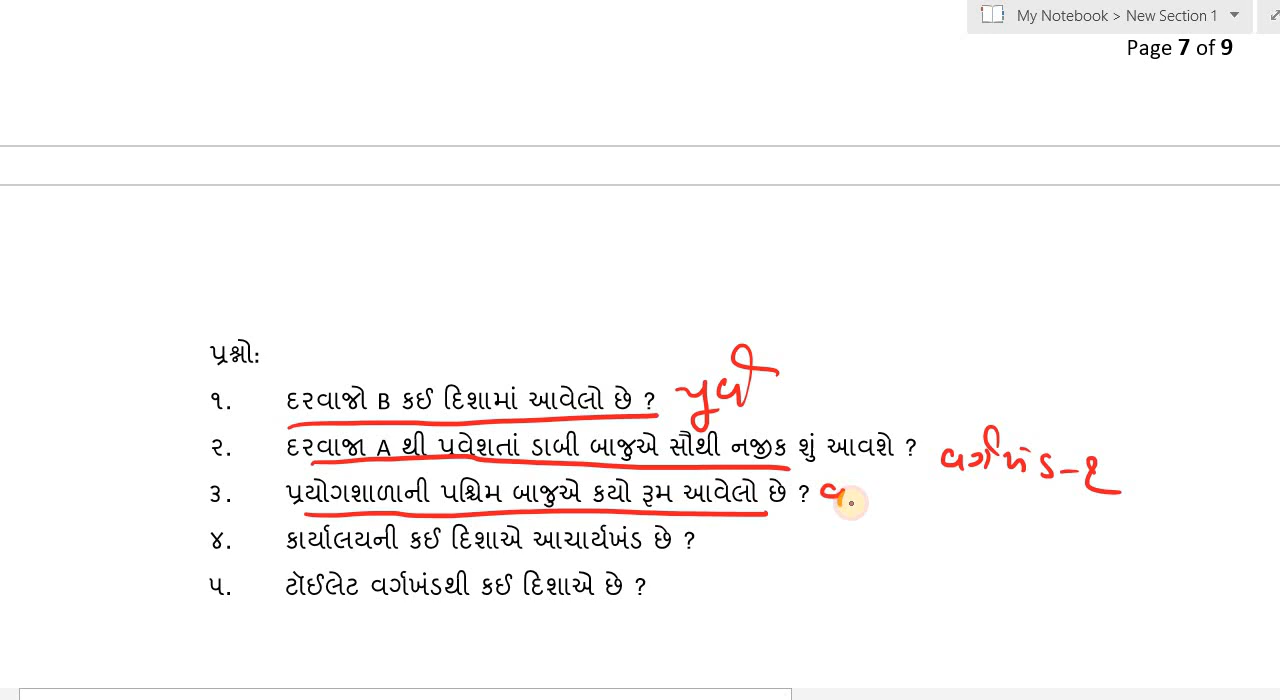 My Notebook > New Section 1
Page 7 of 9
પ્રશ્નો:
૧. દરવાજો B કઈ દિશામાં આવેલો છે ? પૂર્વ
૨. દરવાજા A થી પ્રવેશતાં ડાબી બાજુએ સૌથી નજીક શું આવશે ? વર્ગખંડ-૧
૩. પ્રયોગશાળાની પશ્ચિમ બાજુએ કયો રૂમ આવેલો છે ?
૪. કાર્યાલયની કઈ દિશાએ આચાર્યખંડ છે ?
૫. ટૉઈલેટ વર્ગખંડથી કઈ દિશાએ છે ?